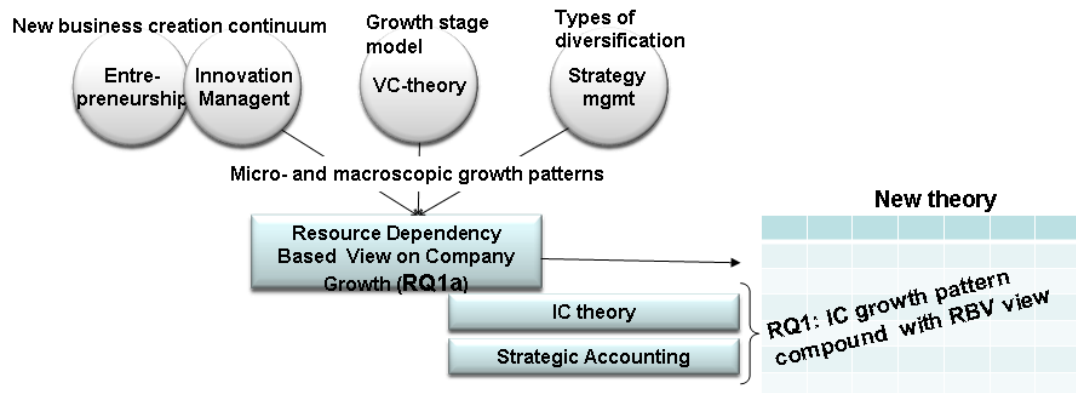 New business creation continuum
Growth stage
model
Types of
diversification
Entre-
preneurship
Innovation
Managent
VC-theory
Strategy
mgmt
Micro- and macroscopic growth patterns
New theory
Resource Dependency
Based View on Company
Growth (RQ1a)
IC theory
Strategic Accounting
RQ1: IC growth pattern
compound with RBV view